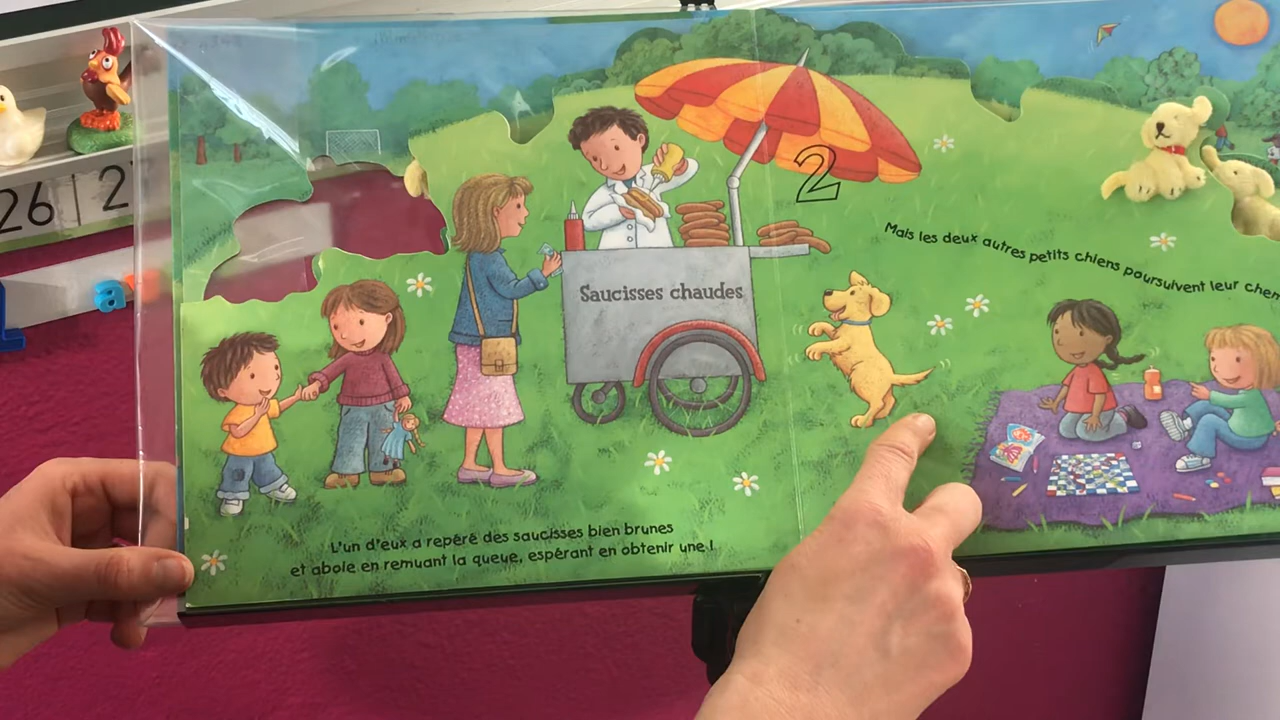 26 | 2
2
Saucisses chaudes
Mais les deux autres petits chiens poursuivent leur
L'un d'eux a repéré des saucisses bien brunes
et aboie en remuant la queue, espérant en obtenir une !
a